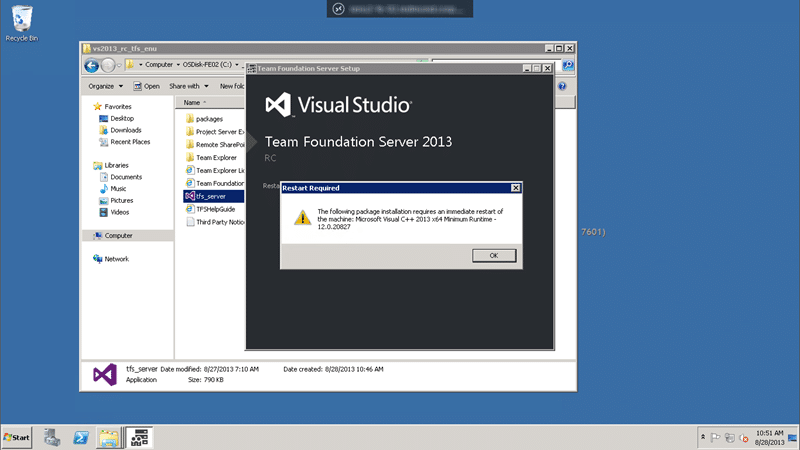 Recycle Bin
vs2013_rc_tfs_enu
Computer
OSDisk-FE02 (C:)
Organize
Open
Share with
New fold
Favorites
Desktop
Downloads
Recent Places
Libraries
Documents
Music
Pictures
Videos
Computer
Network
Name
packages
Project Server Ex
Remote SharePoi
Team Explorer
Team Explorer Lic
Team Foundation
tfs_server
TFSHelpGuide
Third Party Notic
Team Foundation Server Setup
Visual Studio
Team Foundation Server 2013
RC
Resta
Restart Required
The following package installation requires an immediate restart of
the machine: Microsoft Visual C++ 2013 x64 Minimum Runtime -
12.0.20827
OK
7601)
tfs_server Date modified: 8/27/2013 7:10 AM Date created: 8/28/2013 10:46 AM
Application Size: 790 KB
Start
10:51 AM
8/28/2013